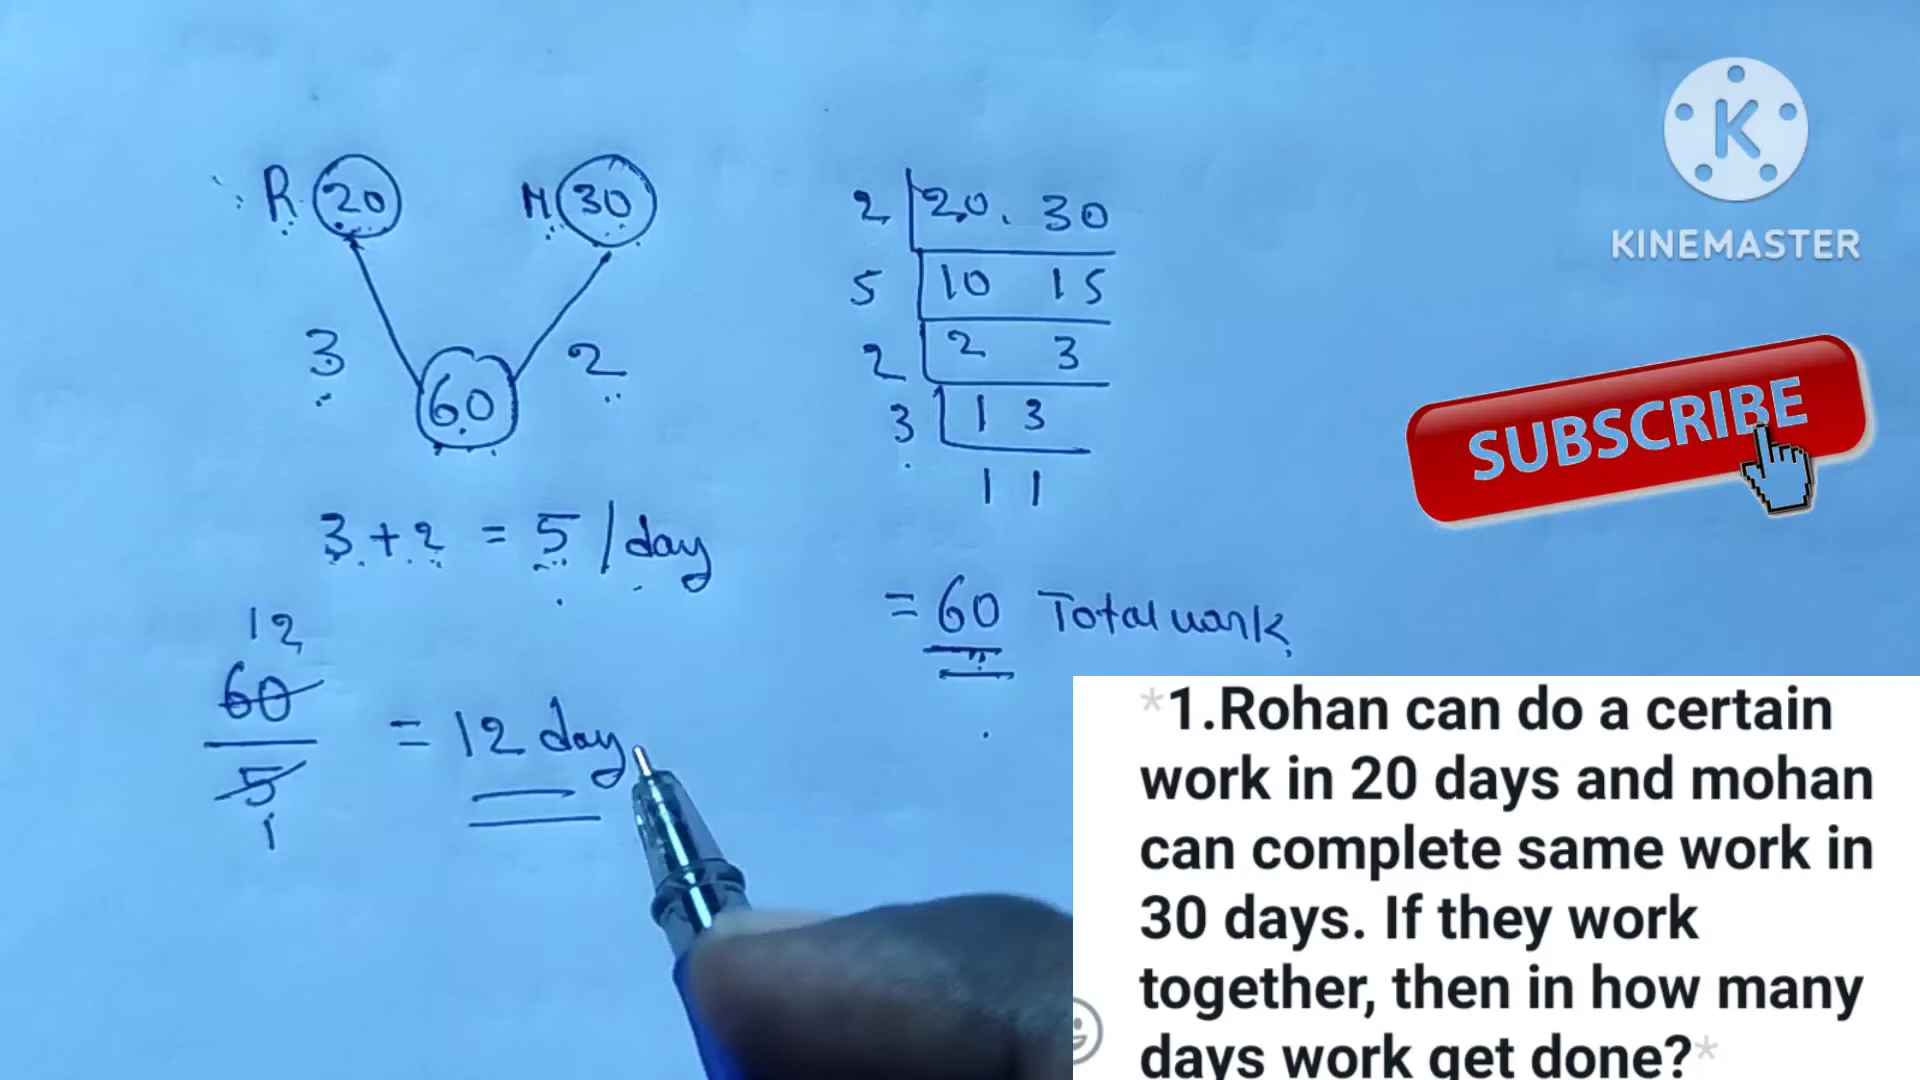 R 20 M 30
3 2
60
3+2 = 5/day
12
60
5
1
= 12 day
2 20. 30
5 10 15
2 2 3
3 1 3
1 1
= 60 Total work
KINEMASTER
SUBSCRIBE
*1.Rohan can do a certain
work in 20 days and mohan
can complete same work in
30 days. If they work
together, then in how many
days work get done?*